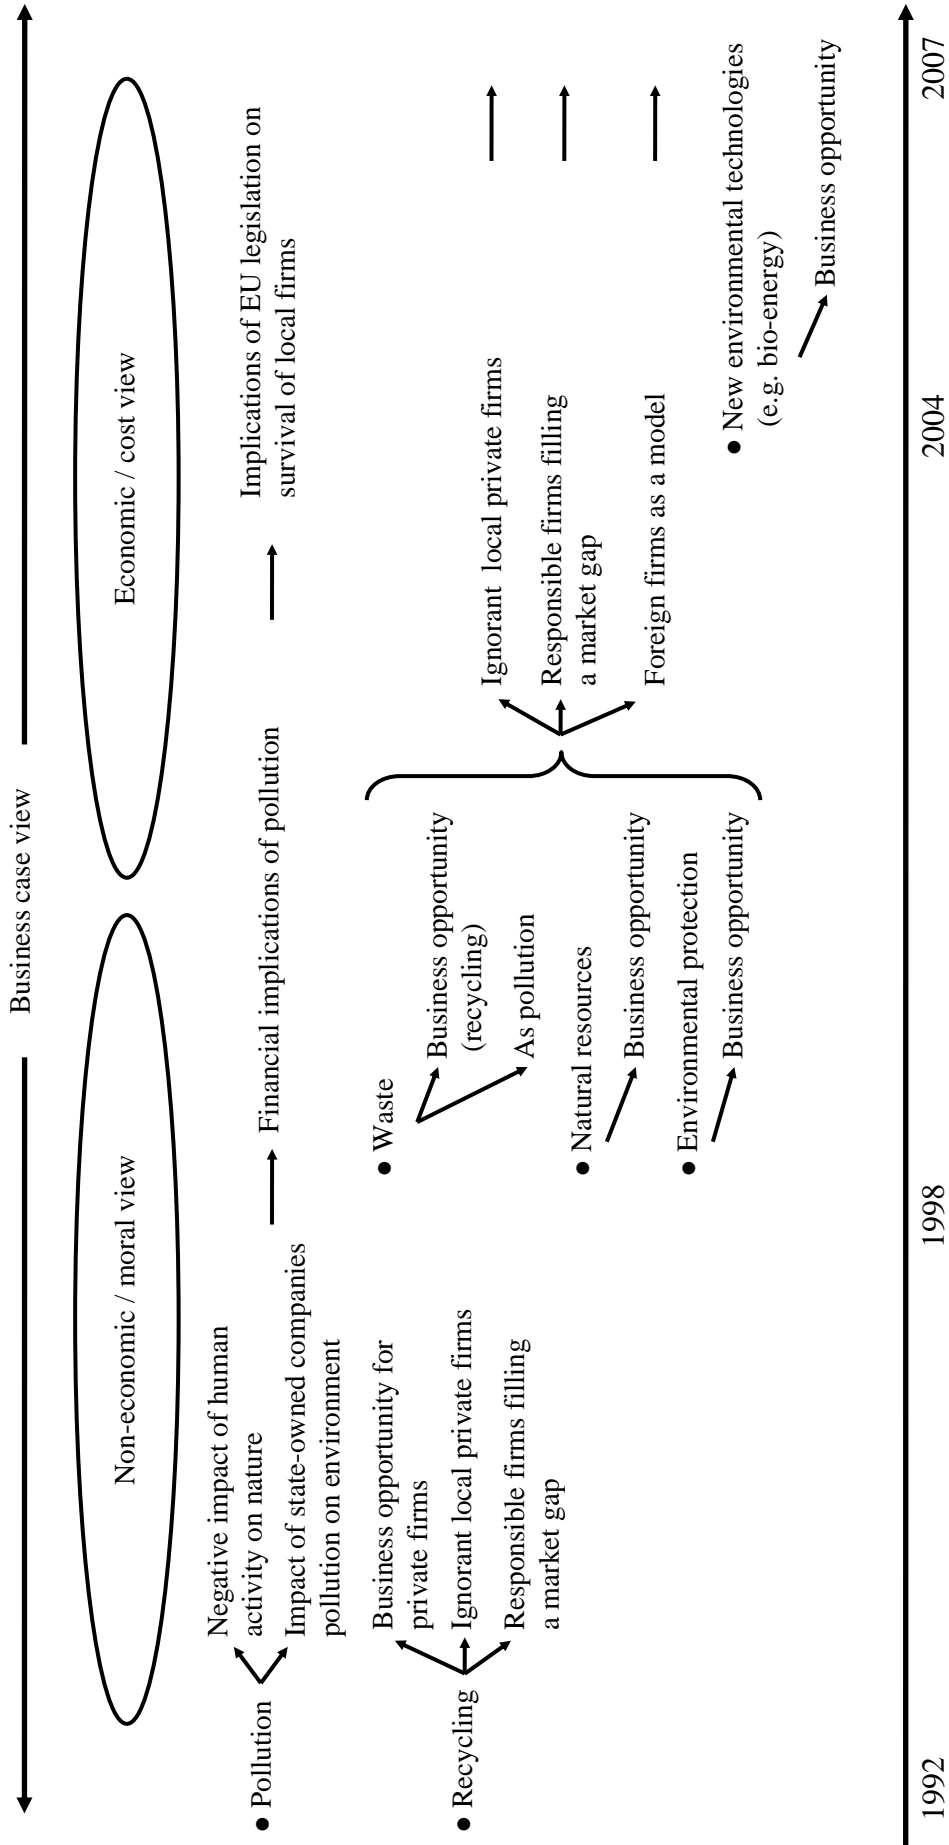 Business case view
Non-economic / moral view
Economic / cost view
Pollution
Negative impact of human
activity on nature
Impact of state-owned companies
pollution on environment
Financial implications of pollution
Implications of EU legislation on
survival of local firms
Recycling
Business opportunity for
private firms
Ignorant local private firms
Responsible firms filling
a market gap
Waste
Business opportunity
(recycling)
As pollution
Natural resources
Business opportunity
Environmental protection
Business opportunity
Ignorant local private firms
Responsible firms filling
a market gap
Foreign firms as a model
New environmental technologies
(e.g. bio-energy)
Business opportunity
1992
1998
2004
2007